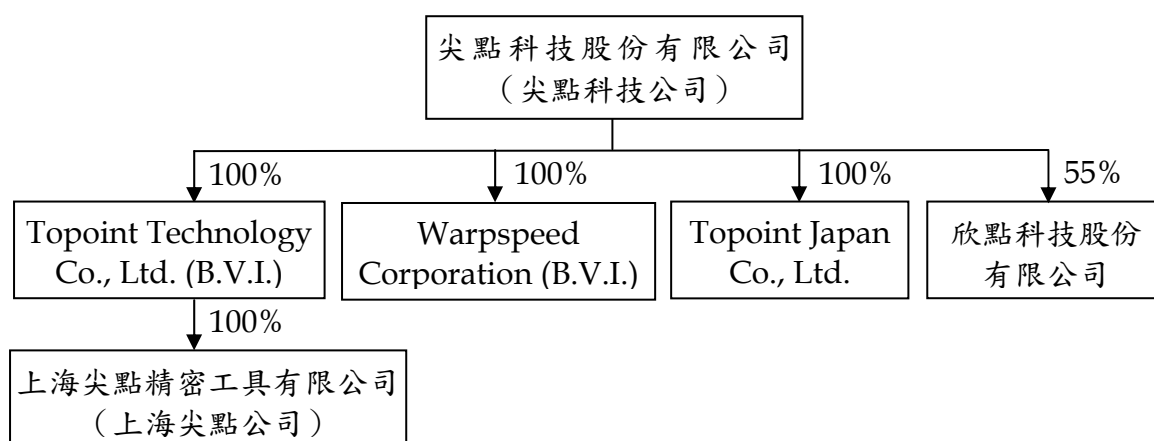 尖點科技股份有限公司
（尖點科技公司）
100%
100%
100%
55%
Topoint Technology
Co., Ltd. (B.V.I.)
Warpspeed
Corporation (B.V.I.)
Topoint Japan
Co., Ltd.
欣點科技股份
有限公司
100%
上海尖點精密工具有限公司
（上海尖點公司）